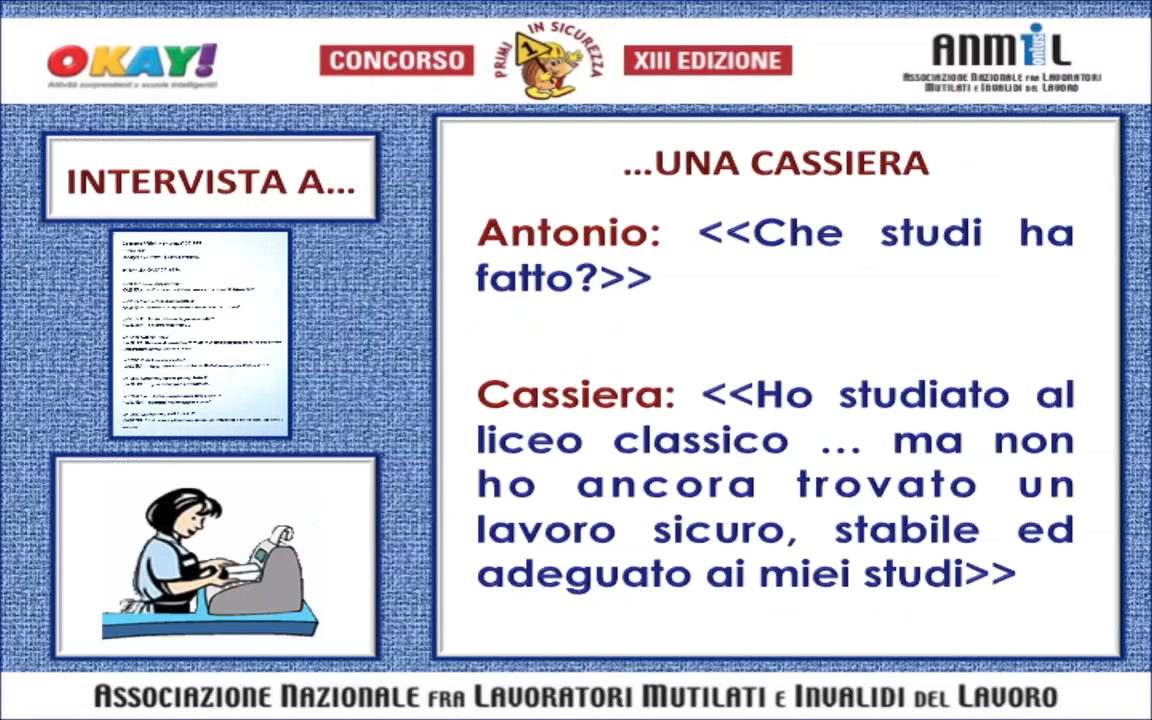 OKAY!
Attività sorprendenti x scuole intelligenti!
CONCORSO
PRIMI IN SICUREZZA
1
XIII EDIZIONE
ANMIL
onlus
ASSOCIAZIONE NAZIONALE FRA LAVORATORI
MUTILATI E INVALIDI DEL LAVORO
INTERVISTA A...
...UNA CASSIERA
Antonio: <<Che studi ha
fatto?>>
Cassiera: <<Ho studiato al
liceo classico ... ma non
ho ancora trovato un
lavoro sicuro, stabile ed
adeguato ai miei studi>>
ASSOCIAZIONE NAZIONALE FRA LAVORATORI MUTILATI E INVALIDI DEL LAVORO